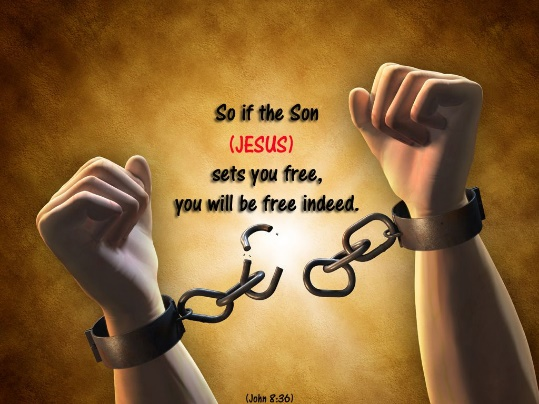 So if the Son
(JESUS)
sets you free,
you will be free indeed.
(John 8:36)